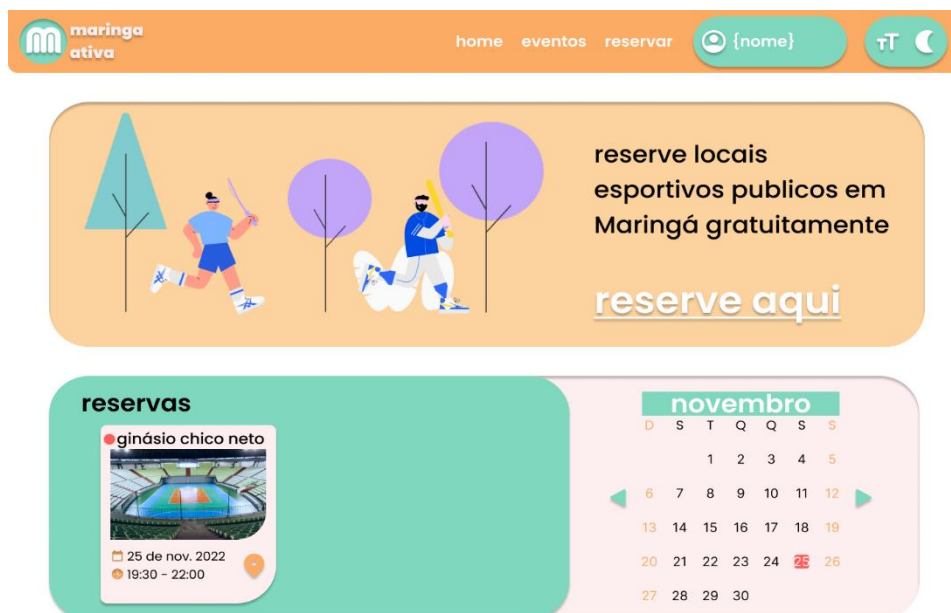 maringa
ativa
home eventos reservar {nome} TT
reserve locais
esportivos publicos em
Maringá gratuitamente
reserve aqui
reservas
ginásio chico neto
25 de nov. 2022
19:30 - 22:00
novembro
D S T Q Q S S
1 2 3 4 5
6 7 8 9 10 11 12
13 14 15 16 17 18 19
20 21 22 23 24 25 26
27 28 29 30